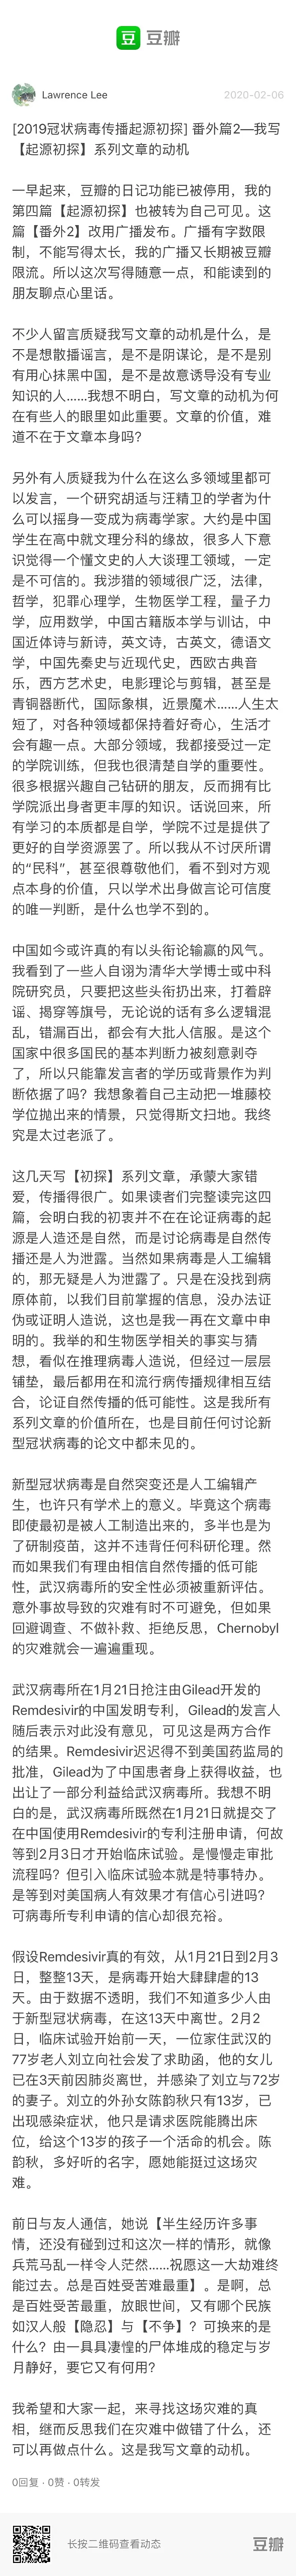 豆 豆瓣
Lawrence Lee 2020-02-06
[2019冠状病毒传播起源初探] 番外篇2—我写
【起源初探】系列文章的动机
一早起来，豆瓣的日记功能已被停用，我的
第四篇【起源初探】也被转为自己可见。这
篇【番外2】改用广播发布。广播有字数限
制，不能写得太长，我的广播又长期被豆瓣
限流。所以这次写得随意一点，和能读到的
朋友聊点心里话。
不少人留言质疑我写文章的动机是什么，是
不是想散播谣言，是不是阴谋论，是不是别
有用心抹黑中国，是不是故意诱导没有专业
知识的人……我想不明白，写文章的动机为何
在有些人的眼里如此重要。文章的价值，难
道不在于文章本身吗？
另外有人质疑我为什么在这么多领域里都可
以发言，一个研究胡适与汪精卫的学者为什
么可以摇身一变成为病毒学家。大约是中国
学生在高中就文理分科的缘故，很多人下意
识觉得一个懂文史的人大谈理工领域，一定
是不可信的。我涉猎的领域很广泛，法律，
哲学，犯罪心理学，生物医学工程，量子力
学，应用数学，中国古籍版本学与训诂，中
国近体诗与新诗，英文诗，古英文，德语文
学，中国先秦史与近现代史，西欧古典音
乐，西方艺术史，电影理论与剪辑，甚至是
青铜器断代，国际象棋，近景魔术……人生太
短了，对各种领域都保持着好奇心，生活才
会有趣一点。大部分领域，我都接受过一定
的学院训练，但我也很清楚自学的重要性。
很多根据兴趣自己钻研的朋友，反而拥有比
学院派出身者更丰厚的知识。话说回来，所
有学习的本质都是自学，学院不过是提供了
更好的自学资源罢了。所以我从不讨厌所谓
的“民科”，甚至很尊敬他们，看不到对方观
点本身的价值，只以学术出身做言论可信度
的唯一判断，是什么也学不到的。
中国如今或许真的有以头衔论输赢的风气。
我看到了一些人自诩为清华大学博士或中科
院研究员，只要把这些头衔扔出来，打着辟
谣、揭穿等旗号，无论说的话有多么逻辑混
乱，错漏百出，都会有大批人信服。是这个
国家中很多国民的基本判断力被刻意剥夺
了，所以只能靠发言者的学历或背景作为判
断依据了吗？我想象着自己主动把一堆藤校
学位抛出来的情景，只觉得斯文扫地。我终
究是太过老派了。
这几天写【初探】系列文章，承蒙大家错
爱，传播得很广。如果读者们完整读完这四
篇，会明白我的初衷并不在在论证病毒的起
源是人造还是自然，而是讨论病毒是自然传
播还是人为泄露。当然如果病毒是人工编辑
的，那无疑是人为泄露了。只是在没找到病
原体前，以我们目前掌握的信息，没办法证
伪或证明人造说，这也是我一再在文章中申
明的。我举的和生物医学相关的事实与猜
想，看似在推理病毒人造说，但经过一层层
铺垫，最后都用在和流行病传播规律相互结
合，论证自然传播的低可能性。这是我所有
系列文章的价值所在，也是目前任何讨论新
型冠状病毒的论文中都未见的。
新型冠状病毒是自然突变还是人工编辑产
生，也许只有学术上的意义。毕竟这个病毒
即使最初是被人工制造出来的，多半也是为
了研制疫苗，这并不违背任何科研伦理。然
而如果我们有理由相信自然传播的低可能
性，武汉病毒所的安全性必须被重新评估。
意外事故导致的灾难有时不可避免，但如果
回避调查、不做补救、拒绝反思，Chernobyl
的灾难就会一遍遍重现。
武汉病毒所在1月21日抢注由Gilead开发的
Remdesivir的中国发明专利，Gilead的发言人
随后表示对此没有意见，可见这是两方合作
的结果。Remdesivir迟迟得不到美国药监局的
批准，Gilead为了中国患者身上获得收益，也
出让了一部分利益给武汉病毒所。我想不明
白的是，武汉病毒所既然在1月21日就提交了
在中国使用Remdesivir的专利注册申请，何故
等到2月3日才开始临床试验。是慢慢走审批
流程吗？但引入临床试验本就是特事特办。
是等到对美国病人有效果才有信心引进吗？
可病毒所专利申请的信心却很充裕。
假设Remdesivir真的有效，从1月21日到2月3
日，整整13天，是病毒开始大肆肆虐的13
天。由于数据不透明，我们不知道多少人由
于新型冠状病毒，在这13天中离世。2月2
日，临床试验开始前一天，一位家住武汉的
77岁老人刘立向社会发了求助函，他的女儿
已在3天前因肺炎离世，并感染了刘立与72岁
的妻子。刘立的外孙女陈韵秋只有13岁，已
出现感染症状，他只是请求医院能腾出床
位，给这个13岁的孩子一个活命的机会。陈
韵秋，多好听的名字，愿她能挺过这场灾
难。
前日与友人通信，她说【半生经历许多事
情，还没有碰到过和这次一样的情形，就像
兵荒马乱一样令人茫然……祝愿这一大劫难终
能过去。总是百姓受苦难最重】。是啊，总
是百姓受苦最重，放眼世间，又有哪个民族
如汉人般【隐忍】与【不争】？可换来的是
什么？由一具具凄惶的尸体堆成的稳定与岁
月静好，要它又有何用？
我希望和大家一起，来寻找这场灾难的真
相，继而反思我们在灾难中做错了什么，还
可以再做点什么。这是我写文章的动机。
0回复 · 0赞 · 0转发
长按二维码查看动态 豆瓣